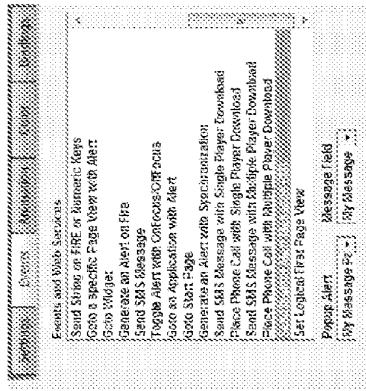 Settings Events Animation Copy
Events and Web Services
Send String on FIRE or Numeric Keys
Goto a specific Page View with Alert
Goto Widget
Generate an Alert on Fire
Send SMS Message
Toggle Alert with OnFocus/OffFocus
Goto an Application with Alert
Goto Start Page
Generate an Alert with Synchronization
Send SMS Message with Single Player Download
Place Phone Call with Single Player Download
Send SMS Message with Multiple Player Download
Place Phone Call with Multiple Player Download
Set Logical First Page View
Popup Alert Message Field
My Message My Message